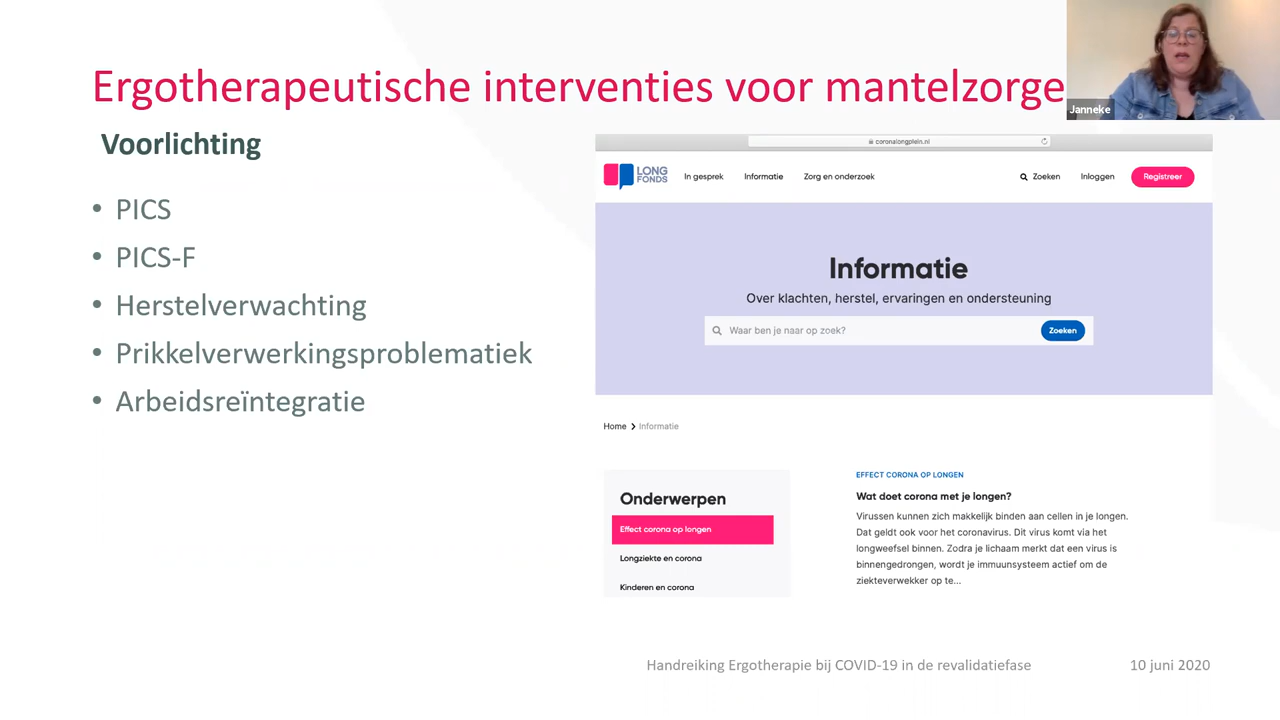 Ergotherapeutische interventies voor mantelzorge
Janneke
Voorlichting
• PICS
• PICS-F
• Herstelverwachting
• Prikkelverwerkingsproblematiek
• Arbeidsreïntegratie
coronalongplein.nl
LONG
FONDS
In gesprek
Informatie
Zorg en onderzoek
Zoeken
Inloggen
Registreer
Informatie
Over klachten, herstel, ervaringen en ondersteuning
Waar ben je naar op zoek?
Zoeken
Home > Informatie
Onderwerpen
Effect corona op longen
Longziekte en corona
Kinderen en corona
EFFECT CORONA OP LONGEN
Wat doet corona met je longen?
Virussen kunnen zich makkelijk binden aan cellen in je longen.
Dat geldt ook voor het coronavirus. Dit virus komt via het
longweefsel binnen. Zodra je lichaam merkt dat een virus is
binnengedrongen, wordt je immuunsysteem actief om de
ziekteverwekker op te...
Handreiking Ergotherapie bij COVID-19 in de revalidatiefase
10 juni 2020